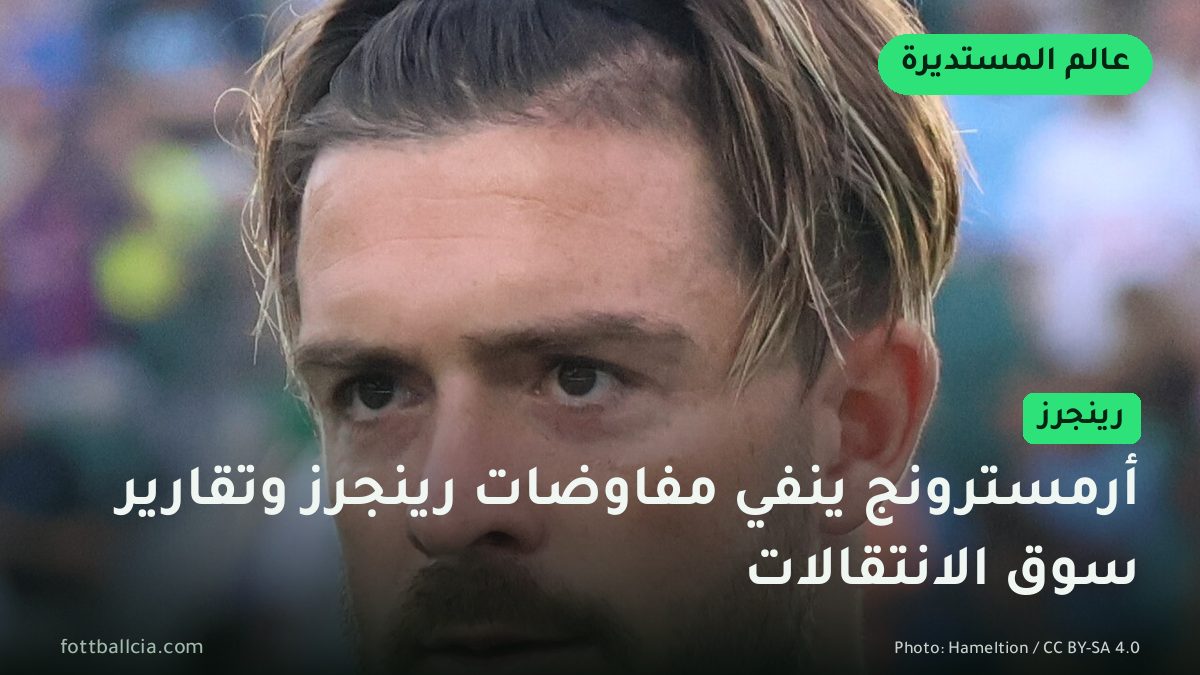 عالم المستديرة
رينجرز
أرمسترونج ينفي مفاوضات رينجرز وتقارير
سوق الانتقالات
fottballcia.com
Photo: Hameltion / CC BY-SA 4.0